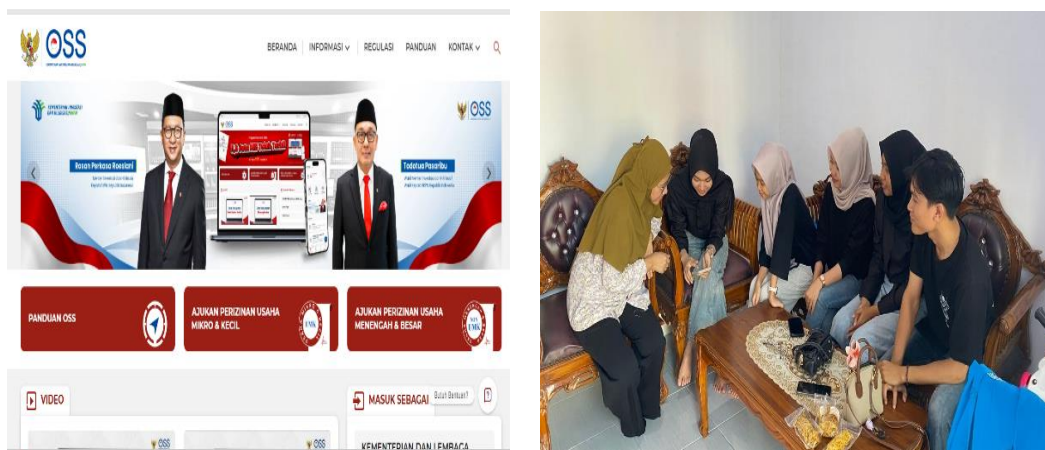 OSS
BERANDA INFORMASI REGULASI PANDUAN KONTAK
OSS
Rosan Perkasa Roeslani
Todotua Pasaribu
PANDUAN OSS
AJUKAN PERIZINAN USAHA
MIKRO & KECIL
UMK
AJUKAN PERIZINAN USAHA
MENENGAH & BESAR
VIDEO
MASUK SEBAGAI
Butuh Bantuan?
OSS
OSS
KEMENTERIAN DAN LEMBAGA